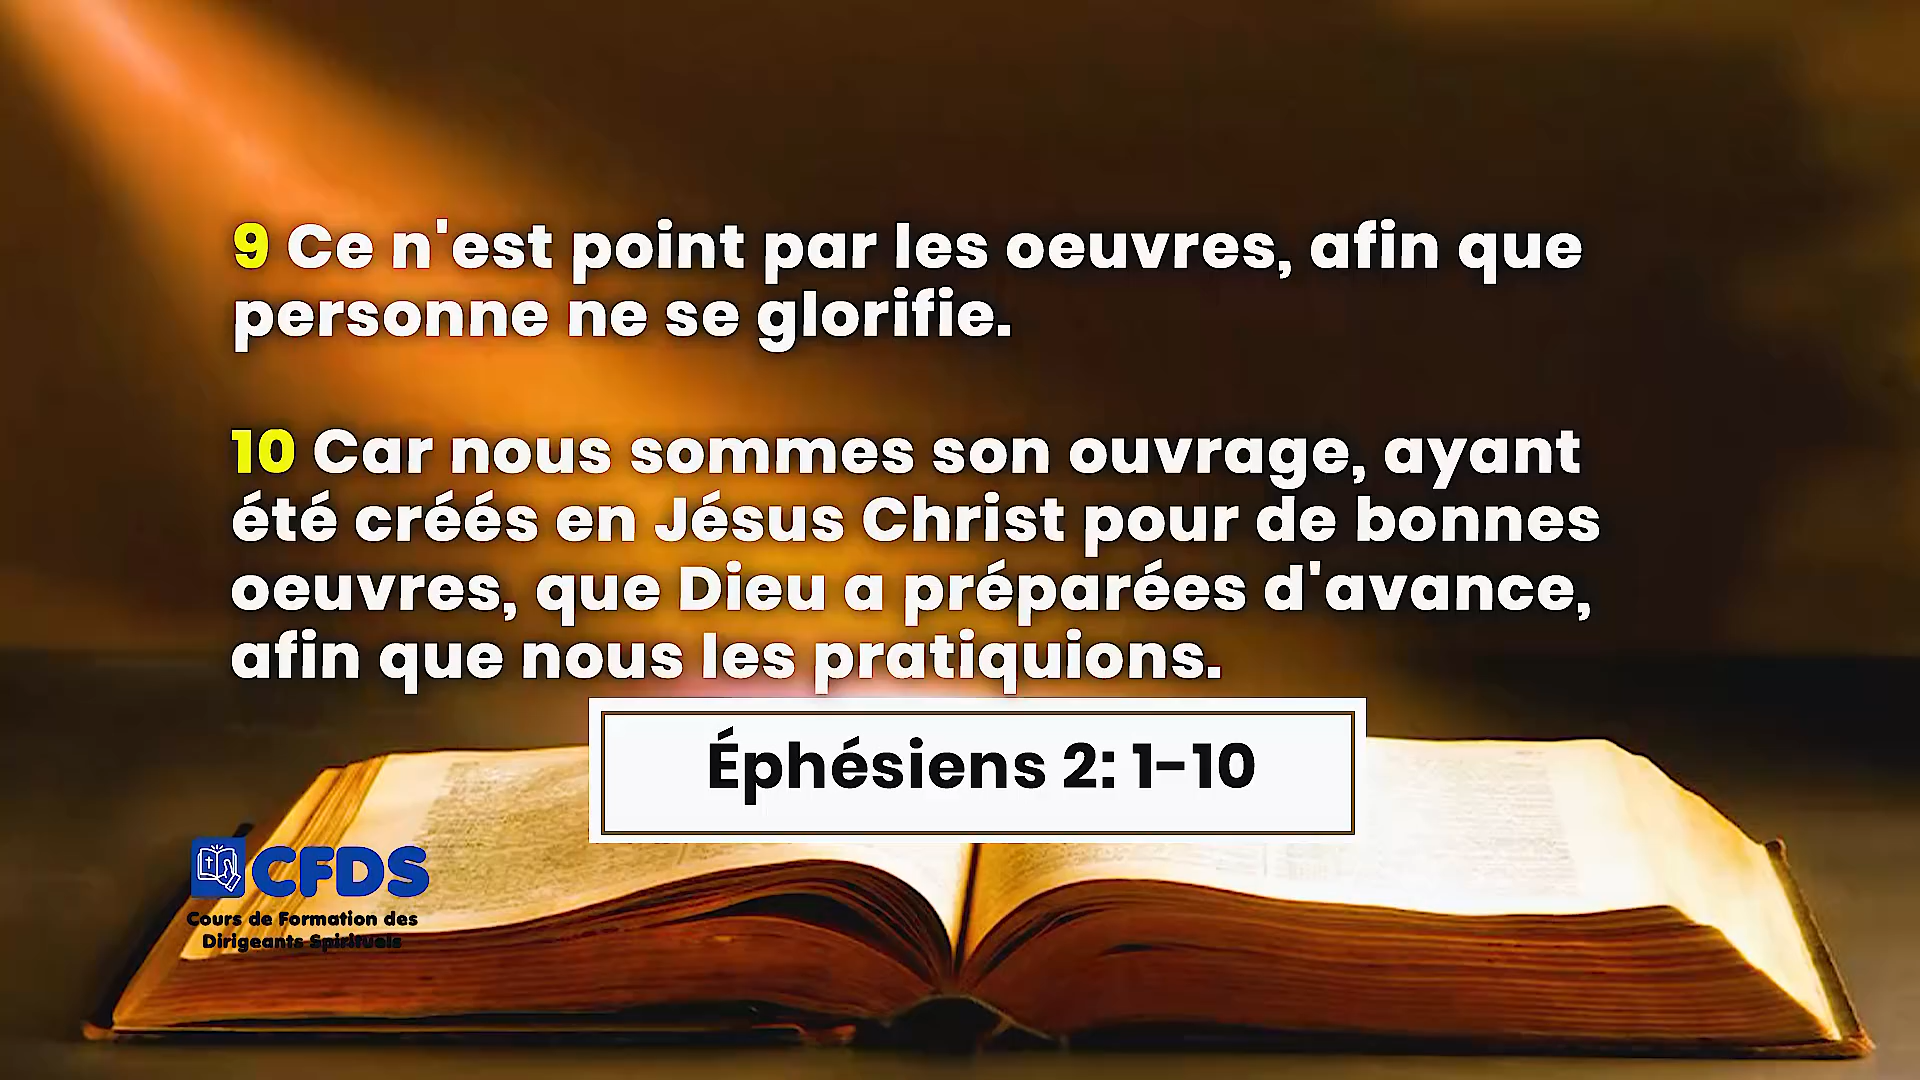 9 Ce n'est point par les oeuvres, afin que
personne ne se glorifie.
10 Car nous sommes son ouvrage, ayant
été créés en Jésus Christ pour de bonnes
oeuvres, que Dieu a préparées d'avance,
afin que nous les pratiquions.
Éphésiens 2: 1-10
CFDS
Cours de Formation des
Dirigeants Spirituels